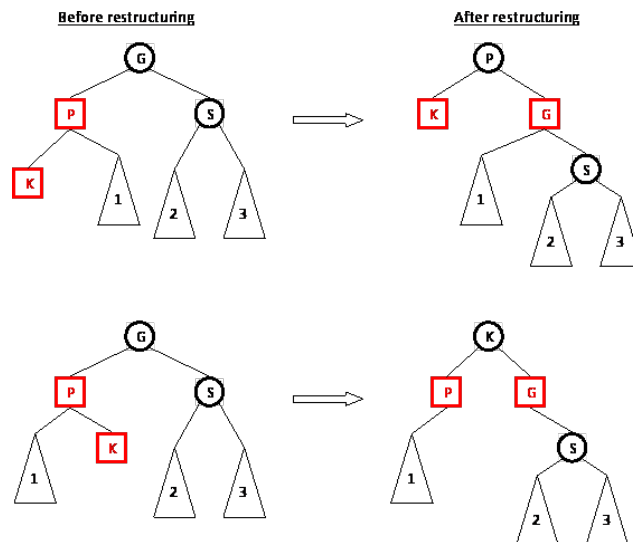 Before restructuring After restructuring
G P
P S K G
K S
1 2 3 1
2 3
G K
P S P G
K S
1 2 3 1
2 3